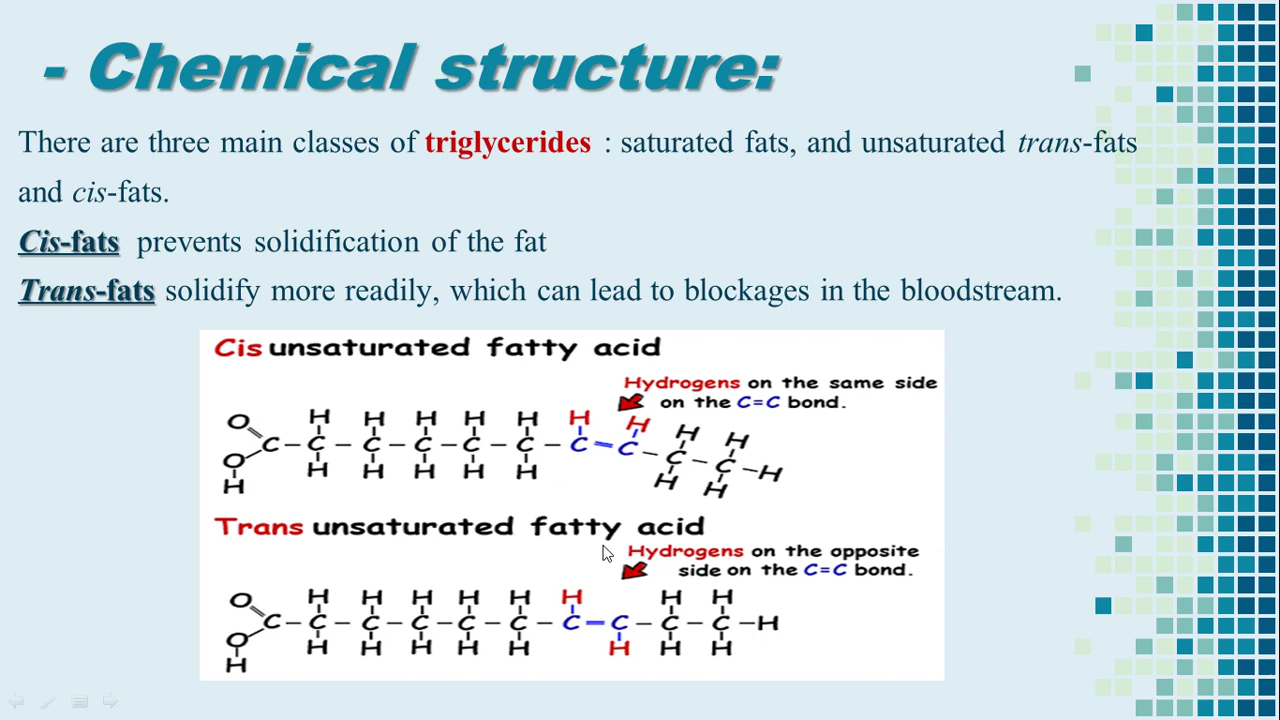 - Chemical structure:
There are three main classes of triglycerides : saturated fats, and unsaturated trans-fats
and cis-fats.
Cis-fats prevents solidification of the fat
Trans-fats solidify more readily, which can lead to blockages in the bloodstream.
Cis unsaturated fatty acid
Hydrogens on the same side
on the C=C bond.
O H H H H H H H H H
C – C – C – C – C – C – C = C – C – C – H
O H H H H H H H
H
Trans unsaturated fatty acid
Hydrogens on the opposite
side on the C=C bond.
O H H H H H H H H
C – C – C – C – C – C – C = C – C – C – H
O H H H H H H H H
H